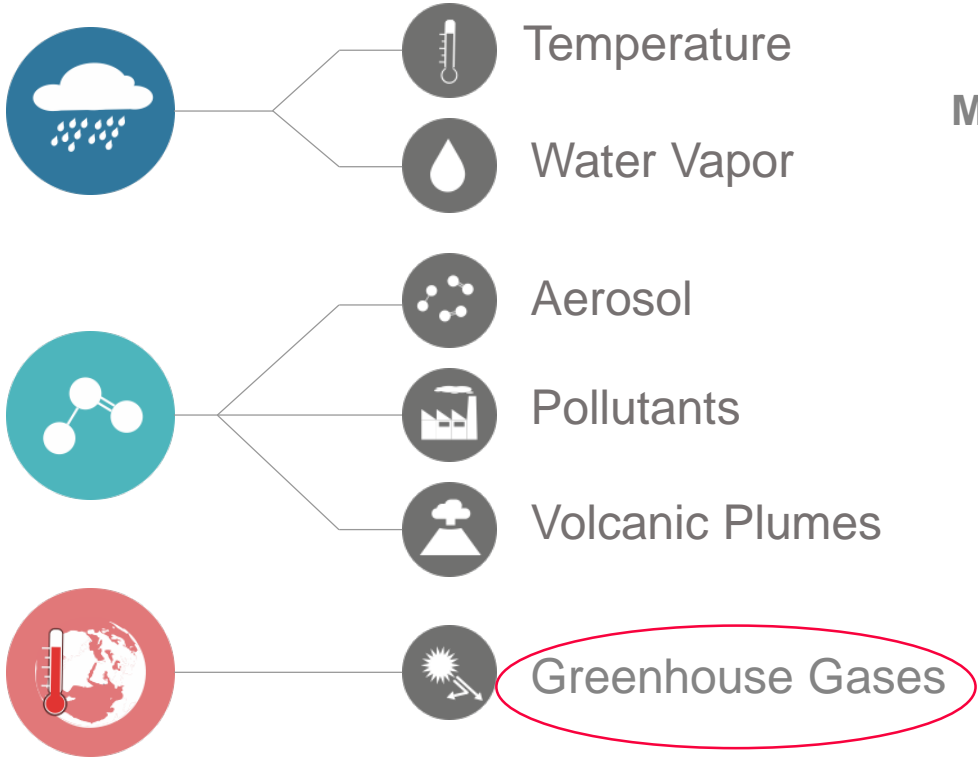 Temperature
M
Water Vapor
Aerosol
Pollutants
Volcanic Plumes
Greenhouse Gases